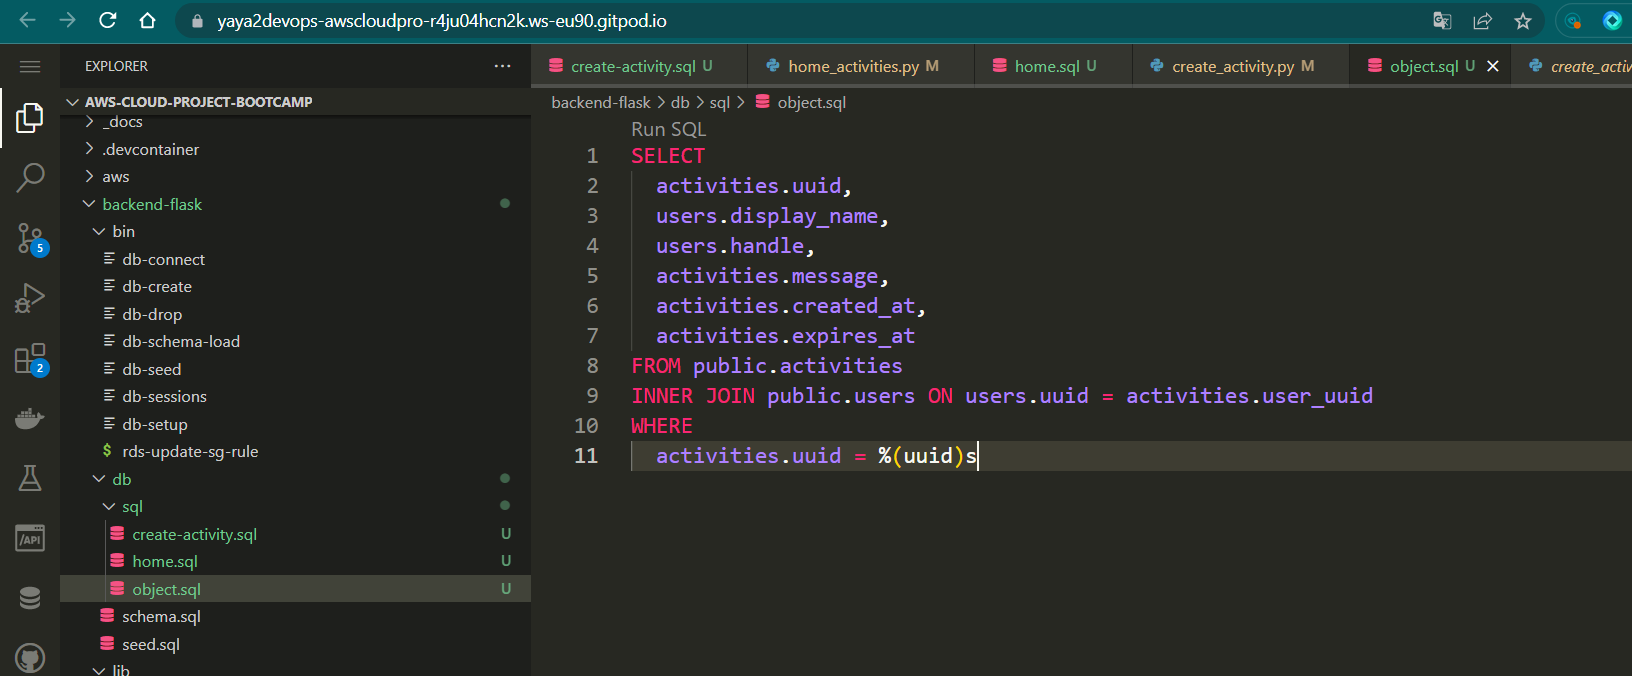 yaya2devops-awscloudpro-r4ju04hcn2k.ws-eu90.gitpod.io
EXPLORER ...
create-activity.sql U home_activities.py M home.sql U create_activity.py M object.sql U create_activ
AWS-CLOUD-PROJECT-BOOTCAMP
backend-flask > db > sql > object.sql
_docs
.devcontainer
aws
backend-flask
bin
db-connect
db-create
db-drop
db-schema-load
db-seed
db-sessions
db-setup
$ rds-update-sg-rule
db
sql
create-activity.sql U
home.sql U
object.sql U
schema.sql
seed.sql
lib
5
2
/API
Run SQL
1 SELECT
2 activities.uuid,
3 users.display_name,
4 users.handle,
5 activities.message,
6 activities.created_at,
7 activities.expires_at
8 FROM public.activities
9 INNER JOIN public.users ON users.uuid = activities.user_uuid
10 WHERE
11 activities.uuid = %(uuid)s